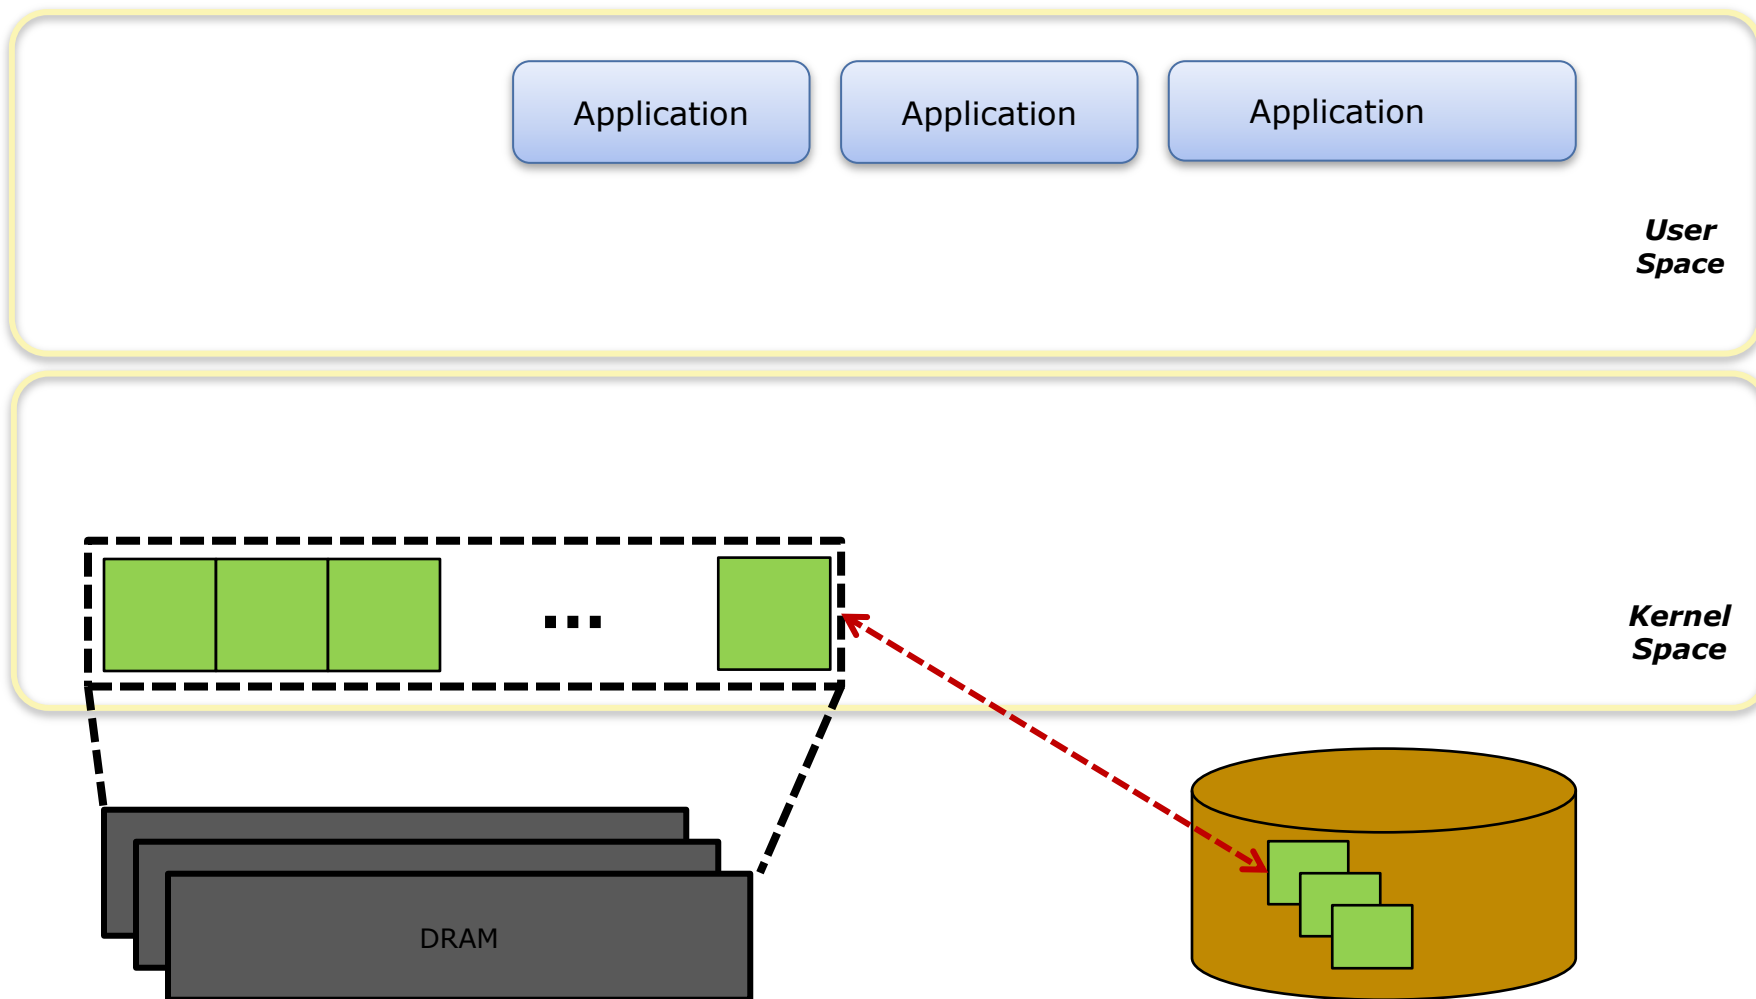 Application
Application
Application
User
Space
...
Kernel
Space
DRAM